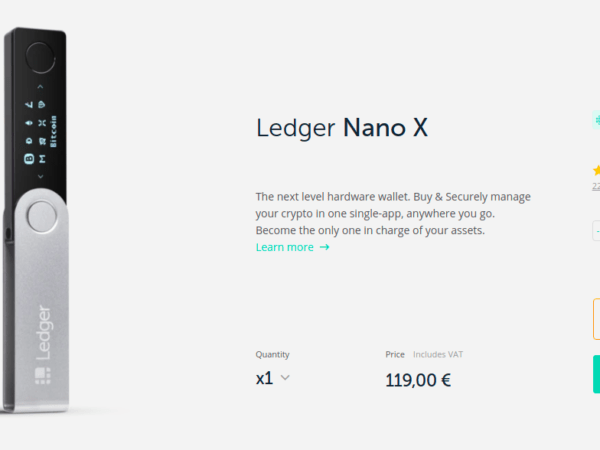 Bitcoin
Ledger
Ledger Nano X
The next level hardware wallet. Buy & Securely manage
your crypto in one single-app, anywhere you go.
Become the only one in charge of your assets.
Learn more →
Quantity
Price Includes VAT
x1
119,00 €